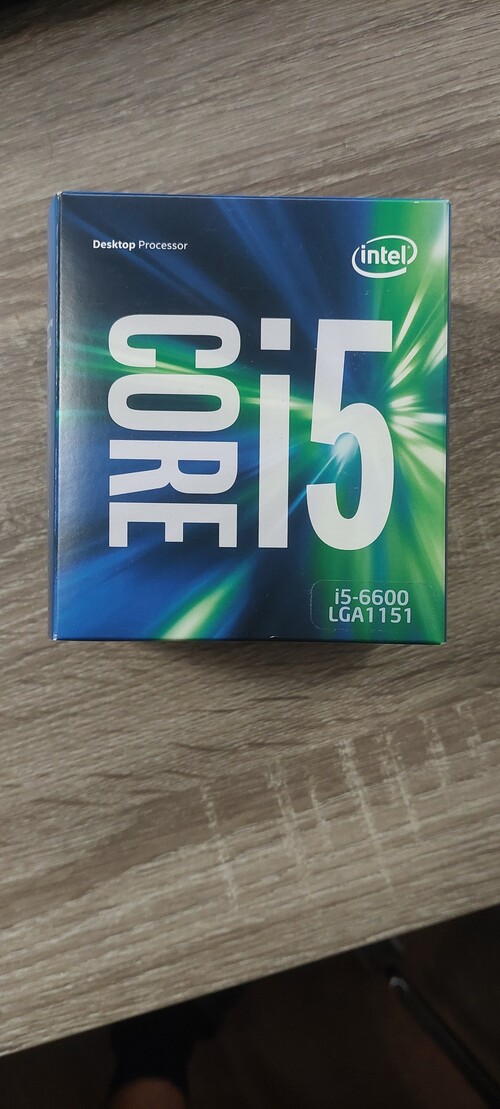 Desktop Processor
intel
CORE i5
i5-6600
LGA1151